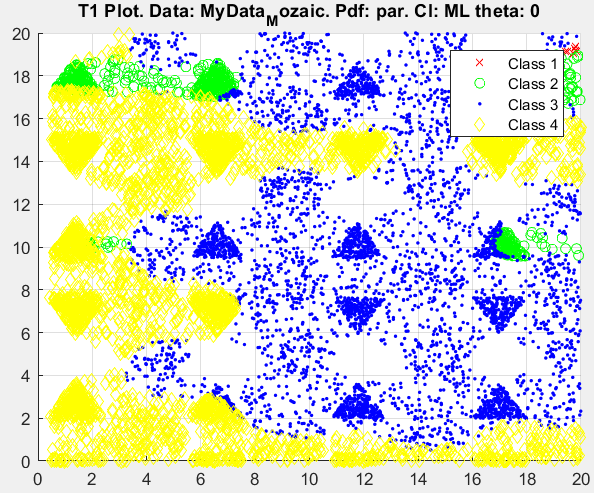 T1 Plot. Data: MyData_Mozaic. Pdf: par. Cl: ML theta: 0
20
18
16
14
12
10
8
6
4
2
0
Class 1
Class 2
Class 3
Class 4
0 2 4 6 8 10 12 14 16 18 20